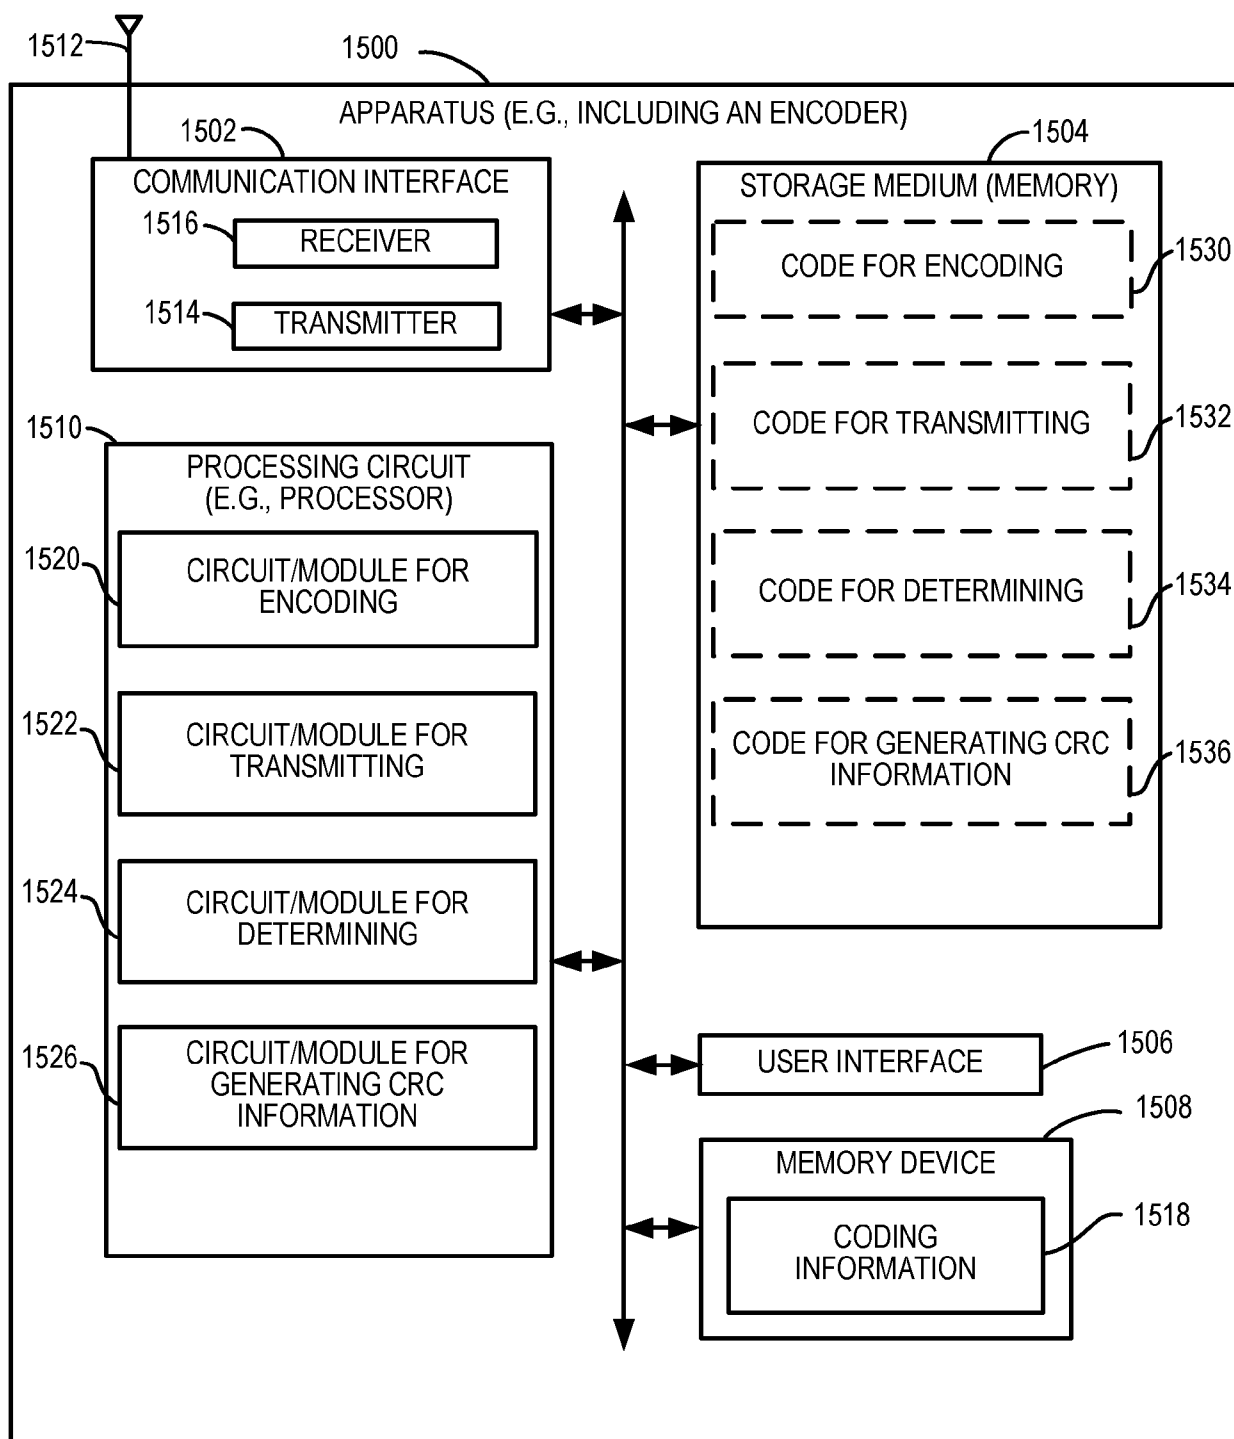 1512
1500
APPARATUS (E.G., INCLUDING AN ENCODER)
1502
COMMUNICATION INTERFACE
1516
RECEIVER
1514
TRANSMITTER
1504
STORAGE MEDIUM (MEMORY)
CODE FOR ENCODING
1530
CODE FOR TRANSMITTING
1532
CODE FOR DETERMINING
1534
CODE FOR GENERATING CRC
INFORMATION
1536
1510
PROCESSING CIRCUIT
(E.G., PROCESSOR)
1520
CIRCUIT/MODULE FOR
ENCODING
1522
CIRCUIT/MODULE FOR
TRANSMITTING
1524
CIRCUIT/MODULE FOR
DETERMINING
1526
CIRCUIT/MODULE FOR
GENERATING CRC
INFORMATION
USER INTERFACE
1506
1508
MEMORY DEVICE
CODING
INFORMATION
1518